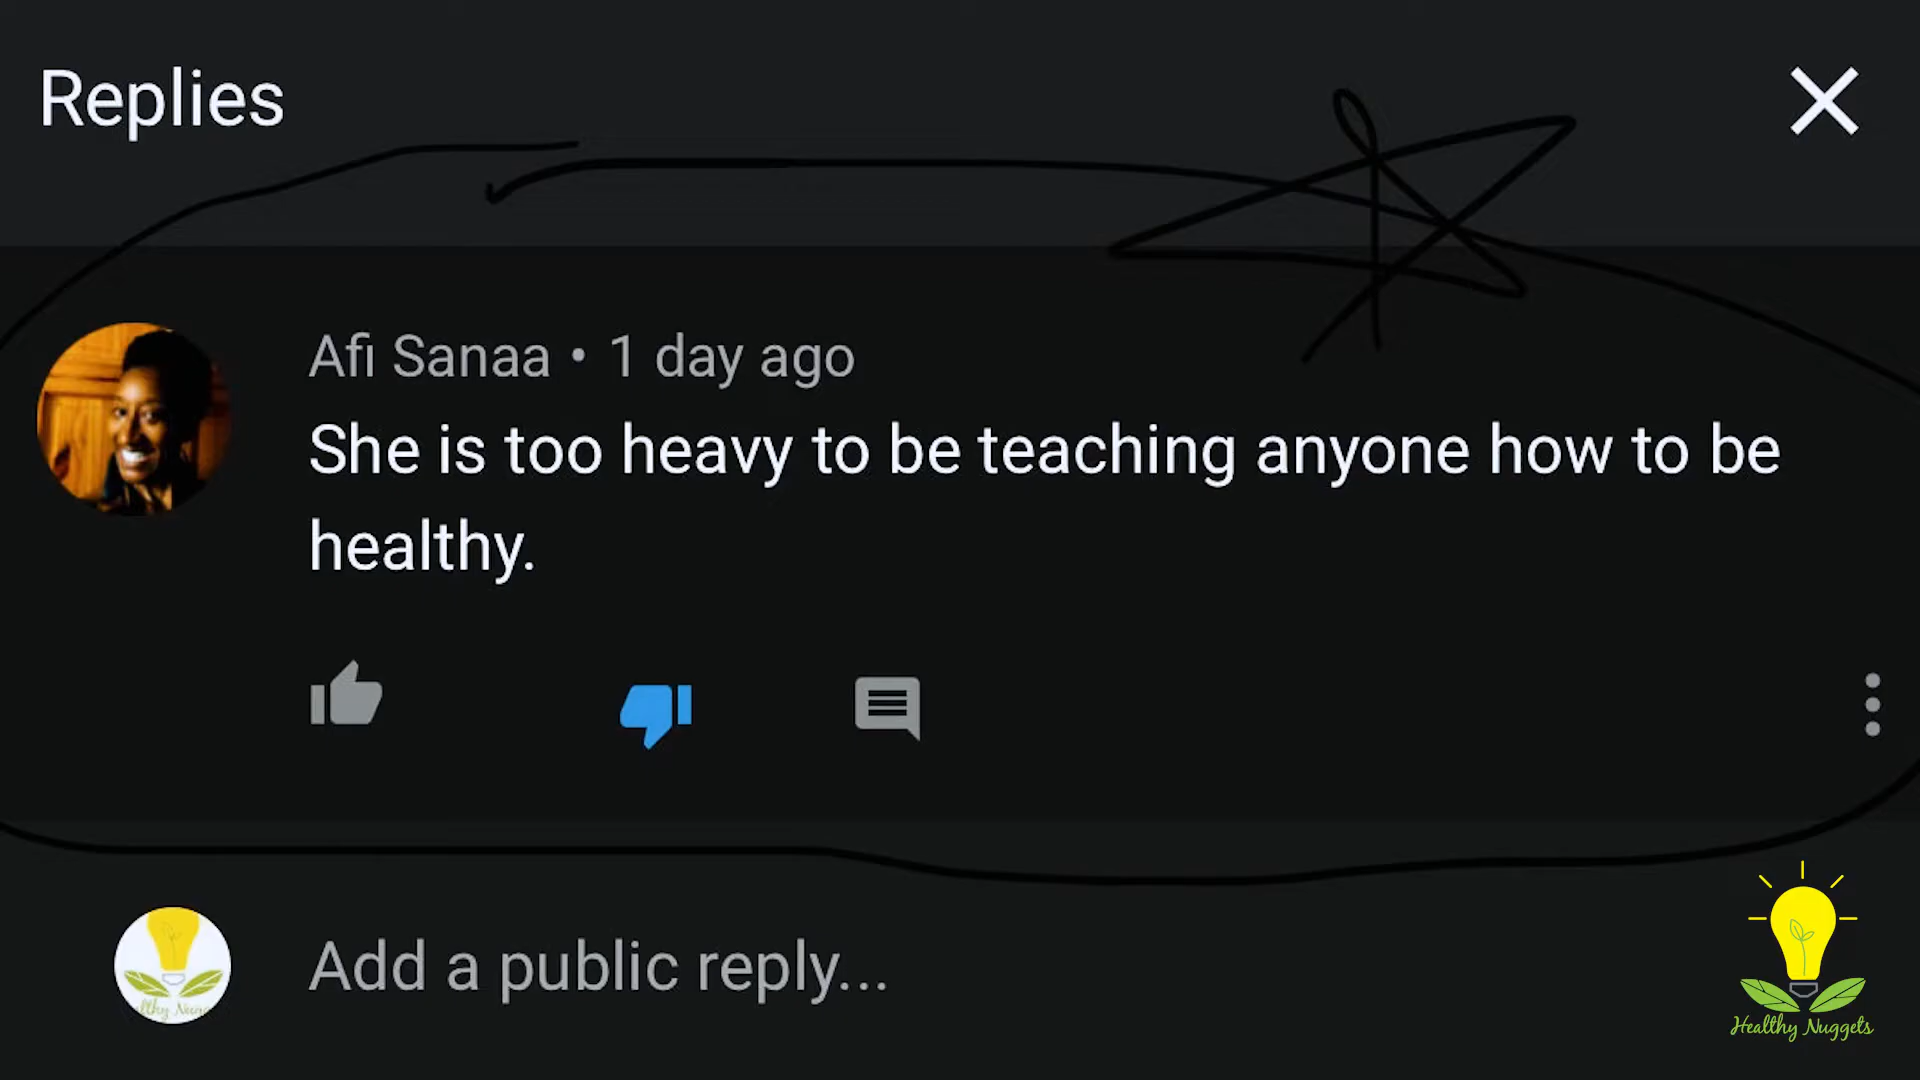 Replies
Afi Sanaa • 1 day ago
She is too heavy to be teaching anyone how to be
healthy.
Add a public reply...
Healthy Nuggets